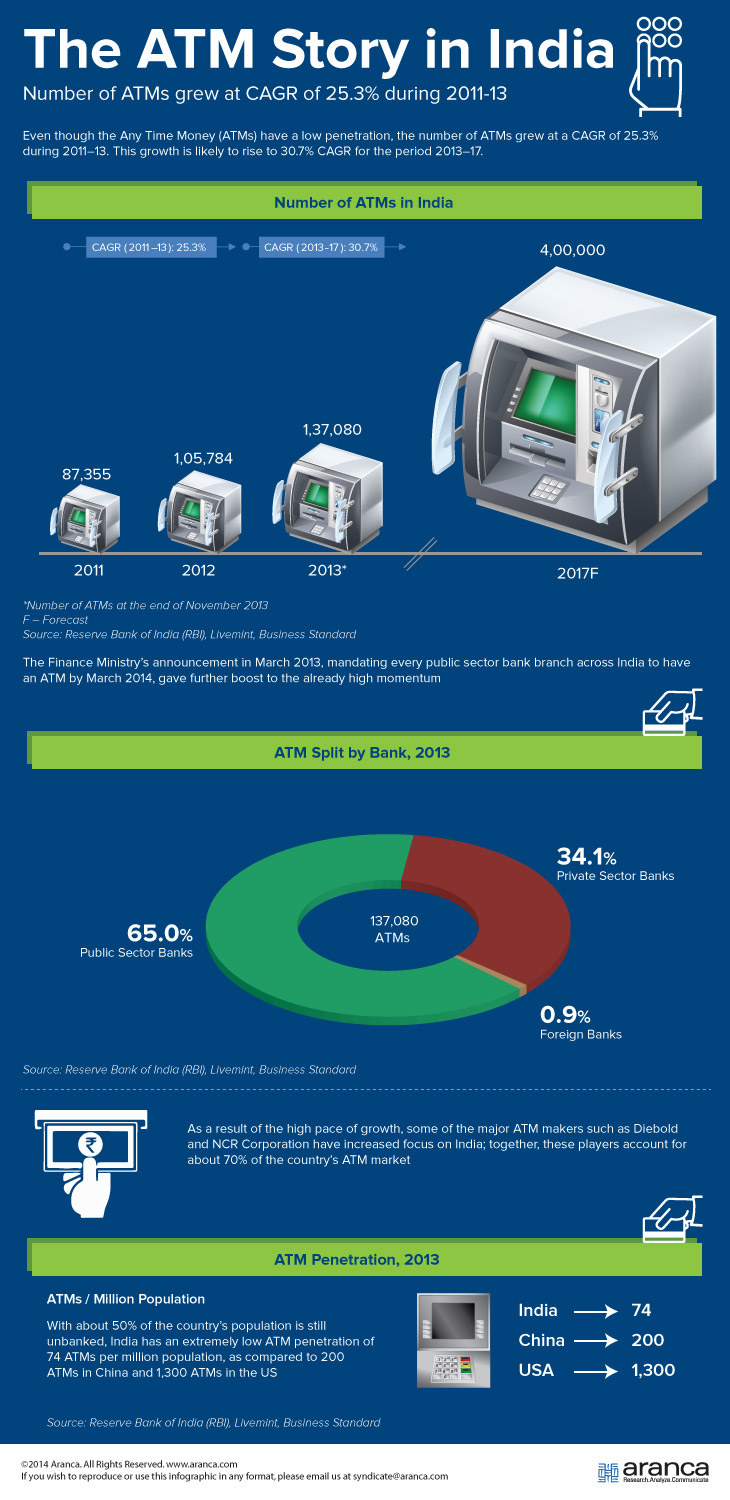 The ATM Story in India
Number of ATMs grew at CAGR of 25.3% during 2011-13
Even though the Any Time Money (ATMs) have a low penetration, the number of ATMs grew at a CAGR of 25.3%
during 2011–13. This growth is likely to rise to 30.7% CAGR for the period 2013–17.
Number of ATMs in India
CAGR (2011–13): 25.3%
CAGR (2013-17): 30.7%
4,00,000
1,37,080
1,05,784
87,355
2011
2012
2013*
2017F
*Number of ATMs at the end of November 2013
F – Forecast
Source: Reserve Bank of India (RBI), Livemint, Business Standard
The Finance Ministry's announcement in March 2013, mandating every public sector bank branch across India to have
an ATM by March 2014, gave further boost to the already high momentum
ATM Split by Bank, 2013
34.1%
Private Sector Banks
137,080
ATMs
65.0%
Public Sector Banks
0.9%
Foreign Banks
Source: Reserve Bank of India (RBI), Livemint, Business Standard
₹
As a result of the high pace of growth, some of the major ATM makers such as Diebold
and NCR Corporation have increased focus on India; together, these players account for
about 70% of the country's ATM market
ATM Penetration, 2013
ATMs / Million Population
With about 50% of the country's population is still
unbanked, India has an extremely low ATM penetration of
74 ATMs per million population, as compared to 200
ATMs in China and 1,300 ATMs in the US
India 74
China 200
USA 1,300
Source: Reserve Bank of India (RBI), Livemint, Business Standard
©2014 Aranca. All Rights Reserved. www.aranca.com
If you wish to reproduce or use this infographic in any format, please email us at syndicate@aranca.com
aranca
Research.Analyze.Communicate